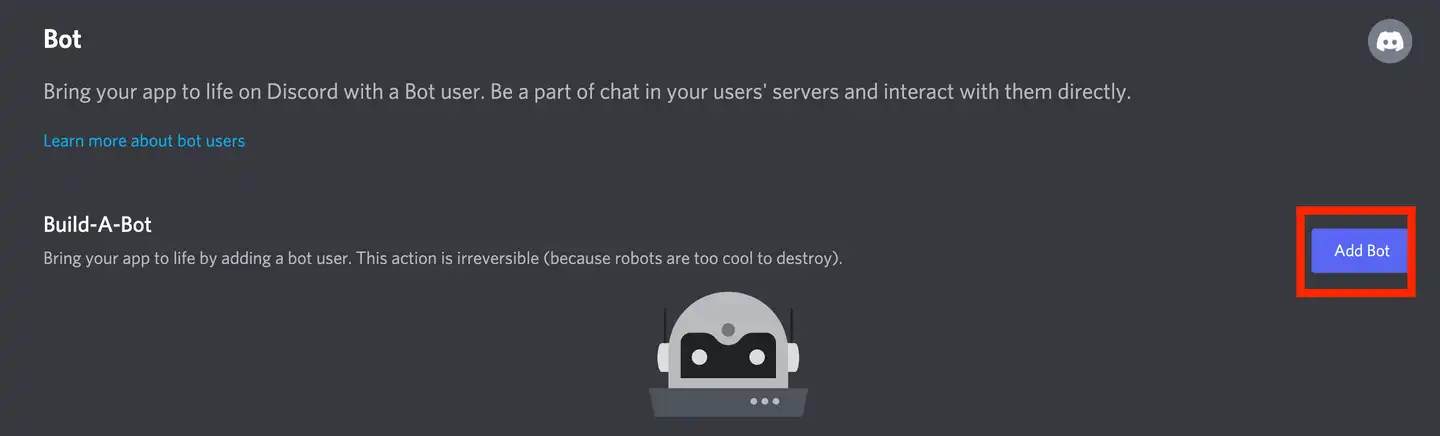 Bot
Bring your app to life on Discord with a Bot user. Be a part of chat in your users' servers and interact with them directly.
Learn more about bot users
Build-A-Bot
Bring your app to life by adding a bot user. This action is irreversible (because robots are too cool to destroy).
Add Bot